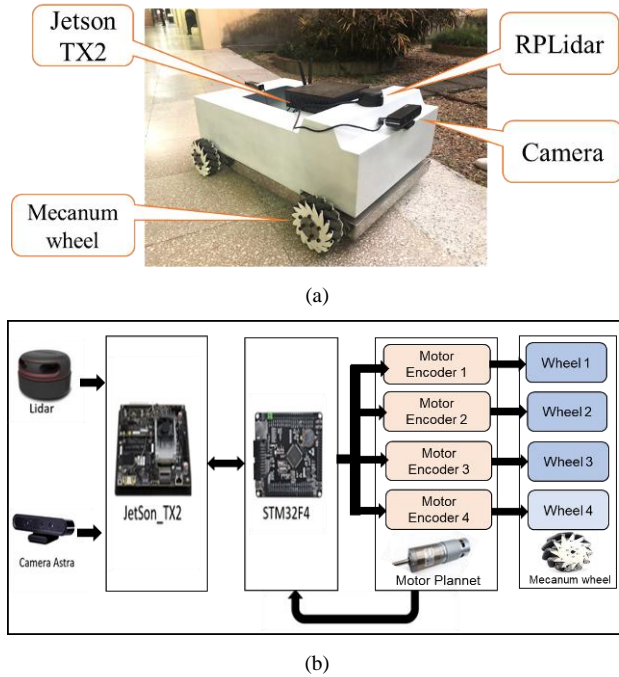 Jetson
TX2
RPLidar
Camera
Mecanum
wheel
(a)
Lidar
Camera Astra
JetSon_TX2
STM32F4
Motor
Encoder 1
Motor
Encoder 2
Motor
Encoder 3
Motor
Encoder 4
Motor Plannet
Wheel 1
Wheel 2
Wheel 3
Wheel 4
Mecanum wheel
(b)